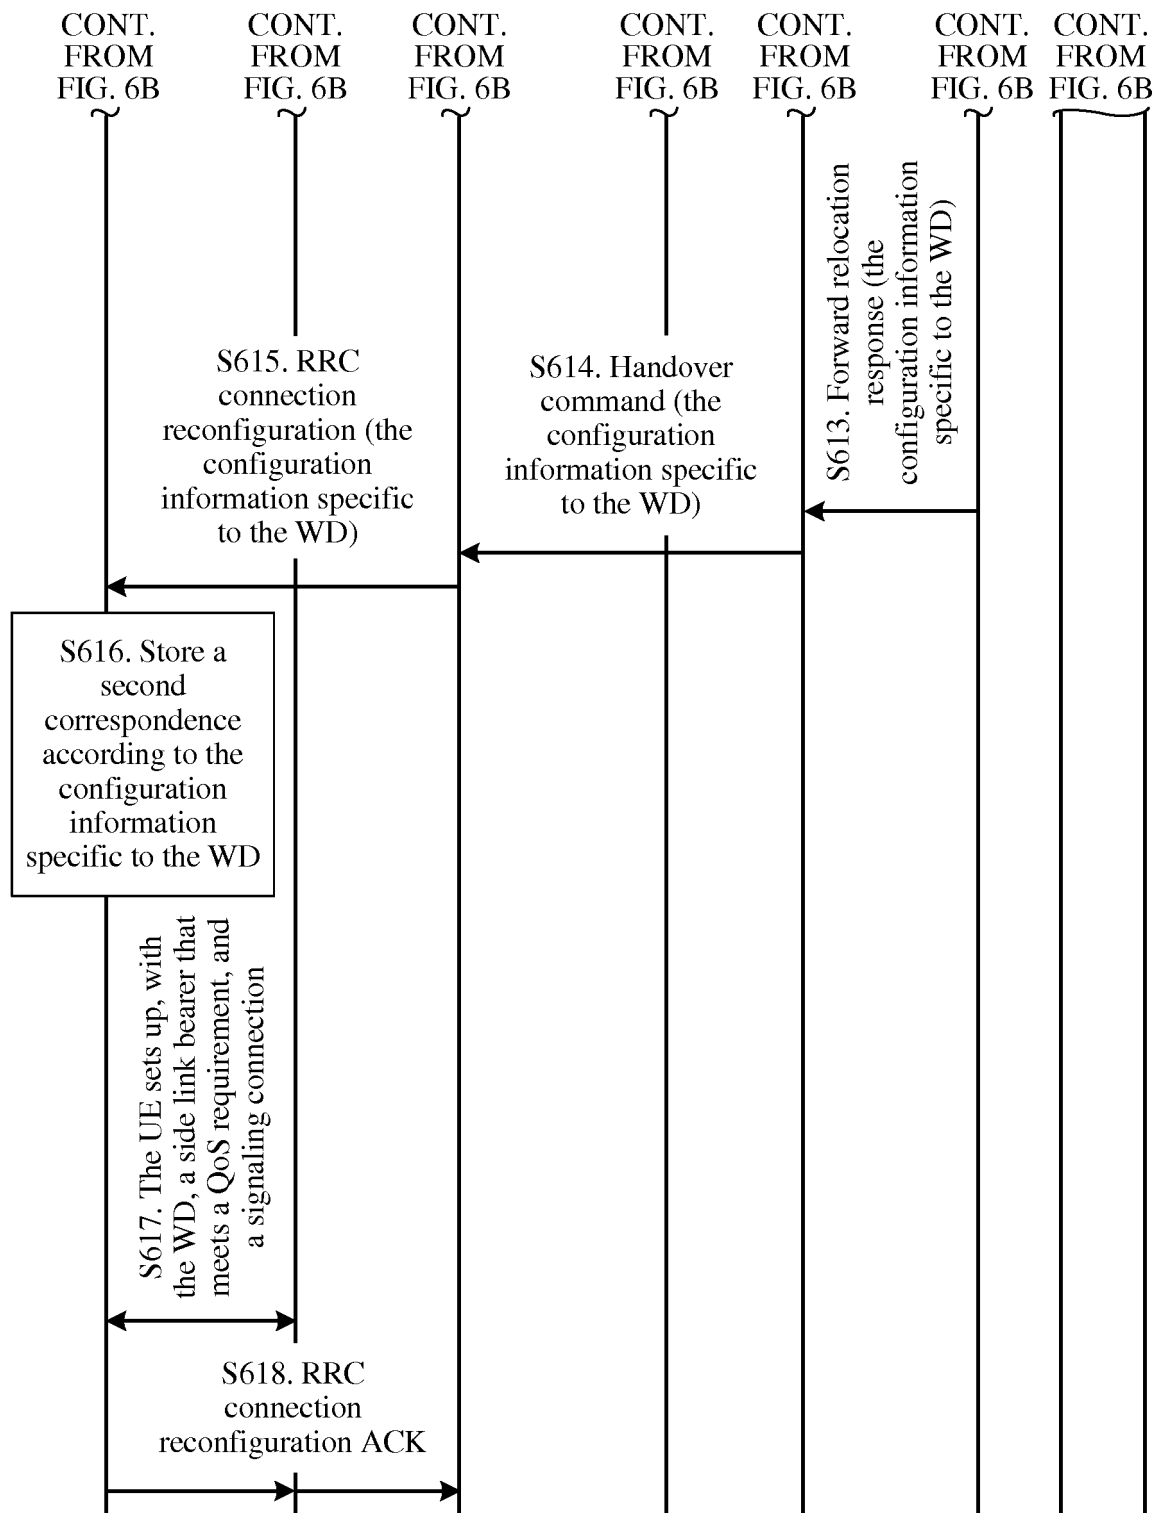 CONT.
FROM
FIG. 6B
CONT.
FROM
FIG. 6B
CONT.
FROM
FIG. 6B
CONT.
FROM
FIG. 6B
CONT.
FROM
FIG. 6B
CONT.
FROM
FIG. 6B
CONT.
FROM
FIG. 6B
S613. Forward relocation
response (the
configuration information
specific to the WD)
S614. Handover
command (the
configuration
information specific
to the WD)
S615. RRC
connection
reconfiguration (the
configuration
information specific
to the WD)
S616. Store a
second
correspondence
according to the
configuration
information
specific to the WD
S617. The UE sets up, with
the WD, a side link bearer that
meets a QoS requirement, and
a signaling connection
S618. RRC
connection
reconfiguration ACK